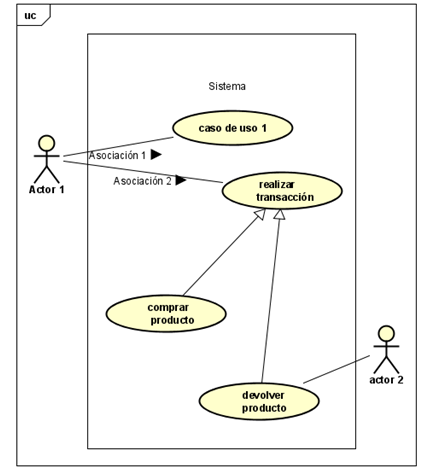 uc
Sistema
caso de uso 1
Asociación 1
Actor 1
Asociación 2
realizar
transacción
comprar
producto
actor 2
devolver
producto